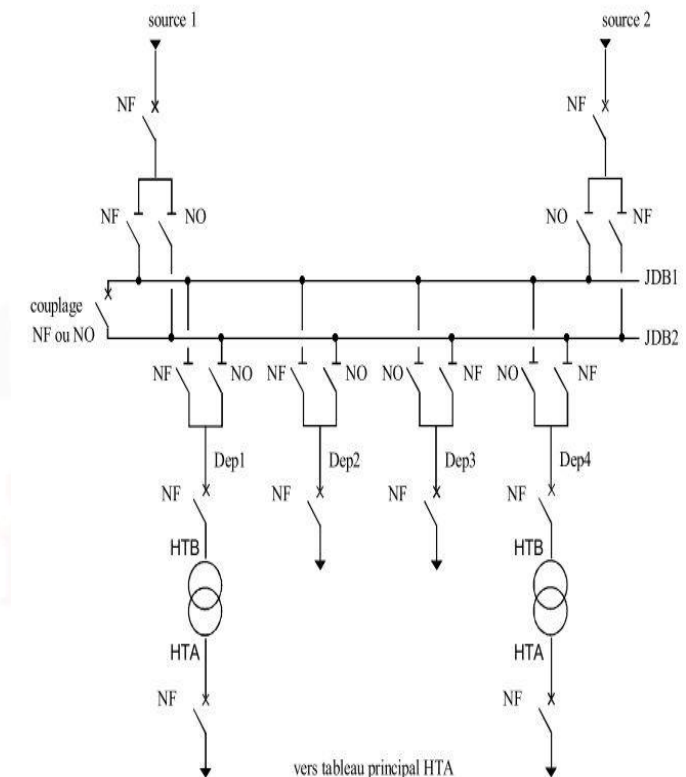 source 1
source 2
NF
NF
NF
NO
NO
NF
JDB1
couplage
NF ou NO
JDB2
NF
NO
NF
NO
NO
NF
NO
NF
Dep1
Dep2
Dep3
Dep4
NF
NF
NF
NF
HTB
HTB
HTA
HTA
NF
NF
vers tableau principal HTA